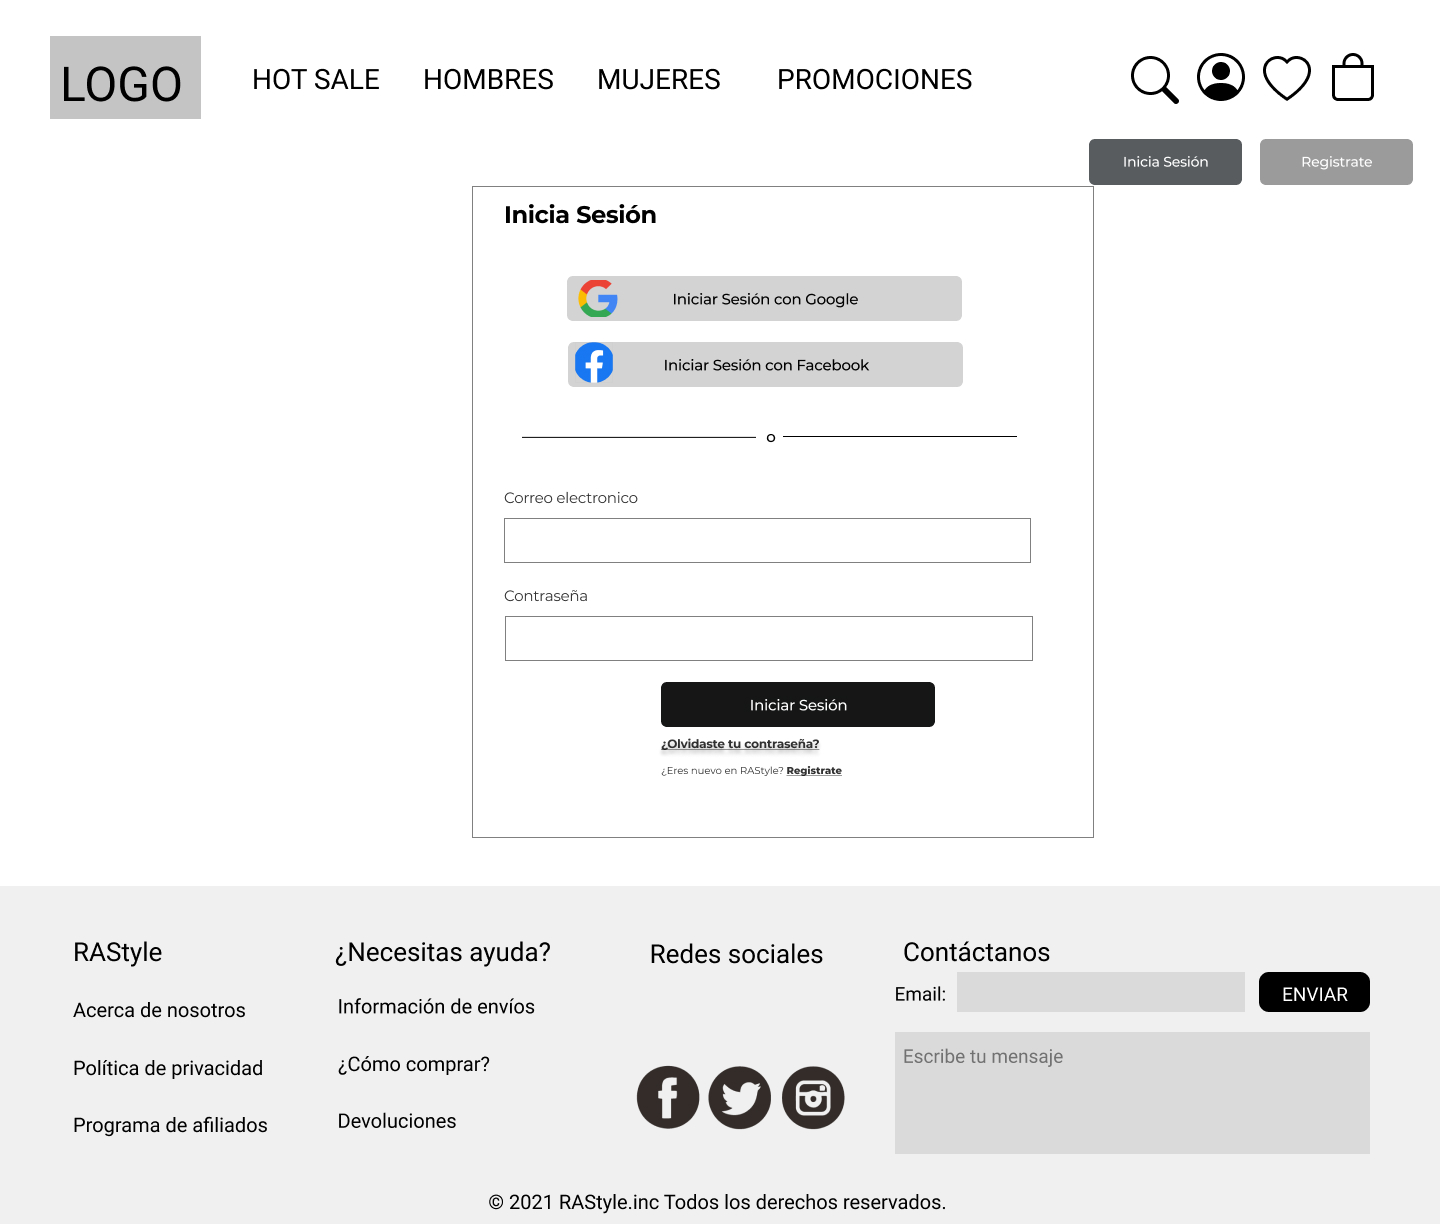 LOGO
HOT SALE HOMBRES MUJERES PROMOCIONES
Inicia Sesión Registrate
Inicia Sesión
Iniciar Sesión con Google
Iniciar Sesión con Facebook
o
Correo electronico
Contraseña
Iniciar Sesión
¿Olvidaste tu contraseña?
¿Eres nuevo en RAStyle? Registrate
RAStyle
Acerca de nosotros
Política de privacidad
Programa de afiliados
¿Necesitas ayuda?
Información de envíos
¿Cómo comprar?
Devoluciones
Redes sociales
Contáctanos
Email: ENVIAR
Escribe tu mensaje
© 2021 RAStyle.inc Todos los derechos reservados.